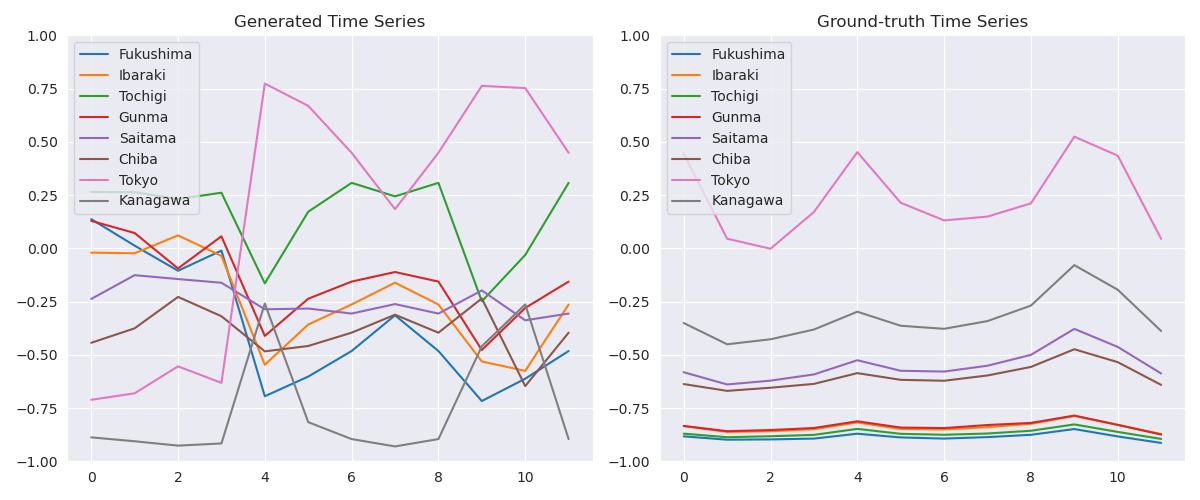 Generated Time Series
1.00
0.75
0.50
0.25
0.00
−0.25
−0.50
−0.75
−1.00
Fukushima
Ibaraki
Tochigi
Gunma
Saitama
Chiba
Tokyo
Kanagawa
0 2 4 6 8 10
Ground-truth Time Series
1.00
0.75
0.50
0.25
0.00
−0.25
−0.50
−0.75
−1.00
Fukushima
Ibaraki
Tochigi
Gunma
Saitama
Chiba
Tokyo
Kanagawa
0 2 4 6 8 10